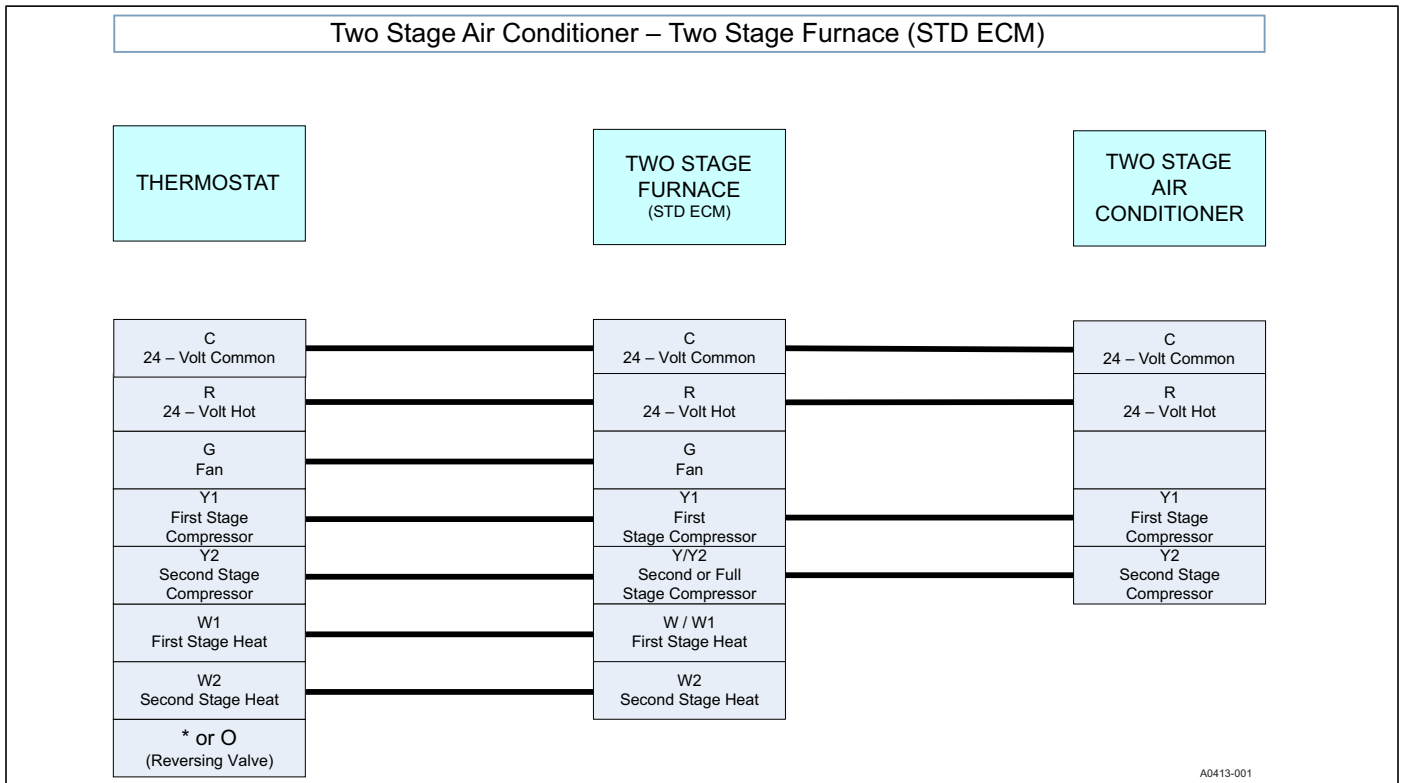 Two Stage Air Conditioner – Two Stage Furnace (STD ECM)
THERMOSTAT
TWO STAGE
FURNACE
(STD ECM)
TWO STAGE
AIR
CONDITIONER
C
24 – Volt Common
R
24 – Volt Hot
G
Fan
Y1
First Stage
Compressor
Y2
Second Stage
Compressor
W1
First Stage Heat
W2
Second Stage Heat
* or O
(Reversing Valve)
C
24 – Volt Common
R
24 – Volt Hot
G
Fan
Y1
First
Stage Compressor
Y/Y2
Second or Full
Stage Compressor
W / W1
First Stage Heat
W2
Second Stage Heat
C
24 – Volt Common
R
24 – Volt Hot
Y1
First Stage
Compressor
Y2
Second Stage
Compressor
A0413-001